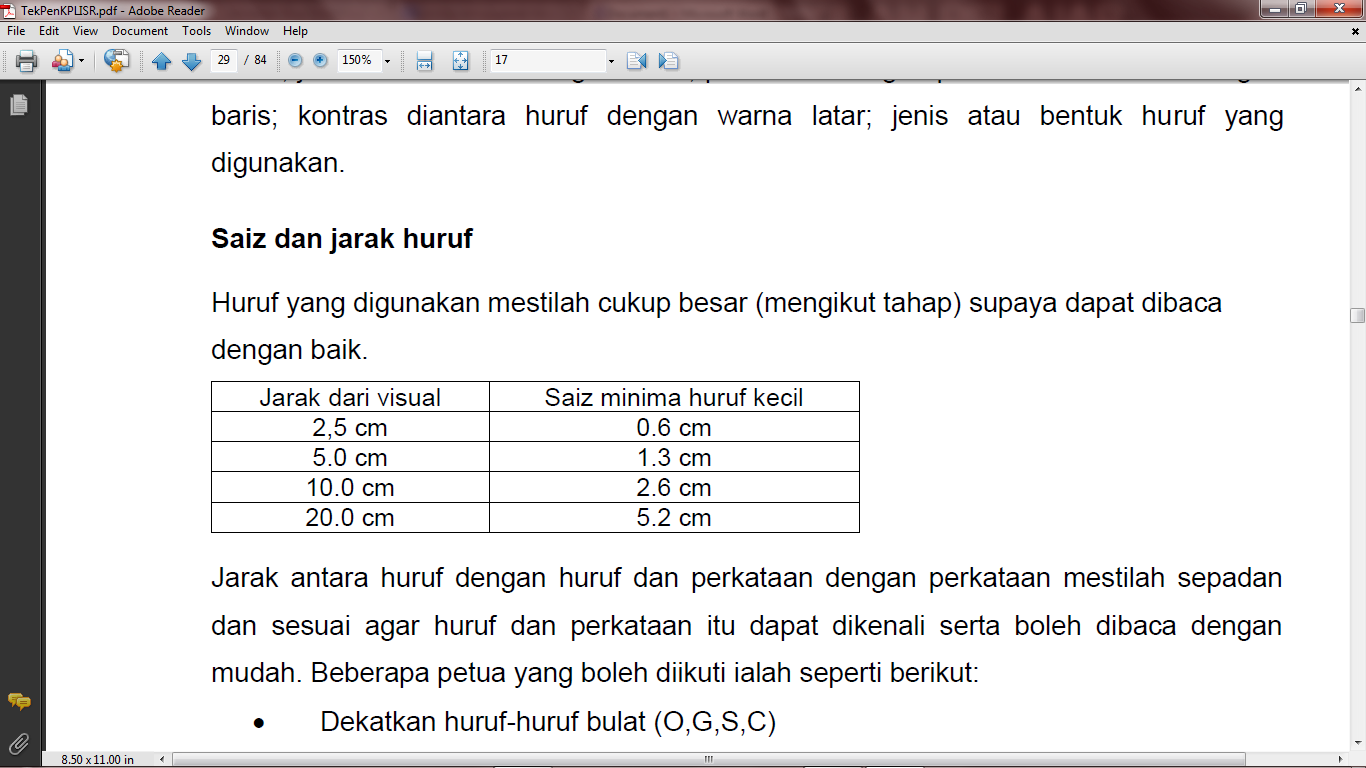 TekPenKPLISR.pdf - Adobe Reader
File Edit View Document Tools Window Help
29 / 84 150% 17
baris; kontras diantara huruf dengan warna latar; jenis atau bentuk huruf yang
digunakan.
Saiz dan jarak huruf
Huruf yang digunakan mestilah cukup besar (mengikut tahap) supaya dapat dibaca
dengan baik.
Jarak dari visual Saiz minima huruf kecil
2,5 cm 0.6 cm
5.0 cm 1.3 cm
10.0 cm 2.6 cm
20.0 cm 5.2 cm
Jarak antara huruf dengan huruf dan perkataan dengan perkataan mestilah sepadan
dan sesuai agar huruf dan perkataan itu dapat dikenali serta boleh dibaca dengan
mudah. Beberapa petua yang boleh diikuti ialah seperti berikut:
• Dekatkan huruf-huruf bulat (O,G,S,C)
8.50 x 11.00 in